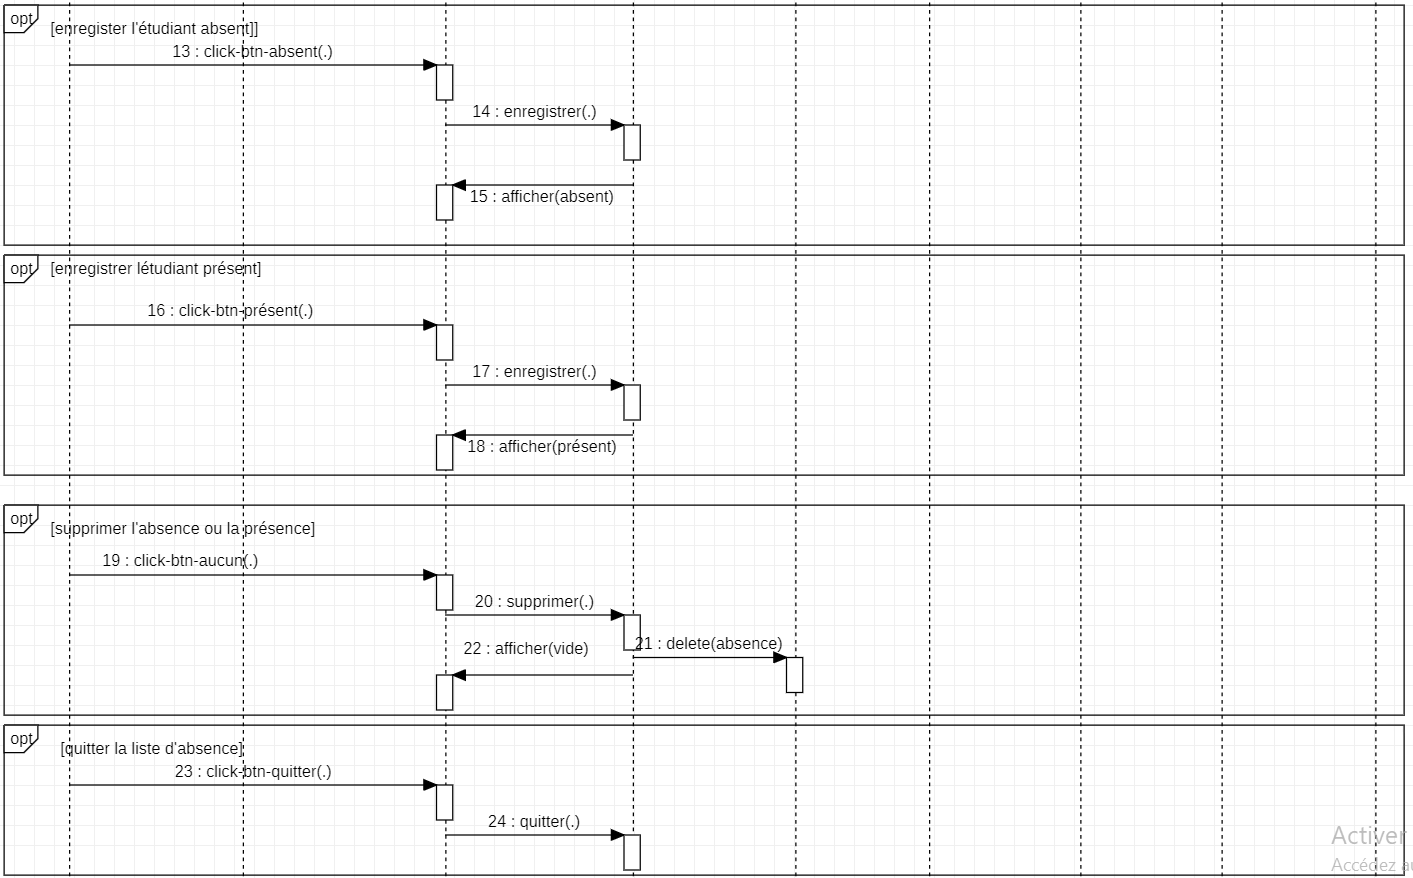 opt
[enregister l'étudiant absent]]
13 : click-btn-absent(.)
14 : enregistrer(.)
15 : afficher(absent)
opt
[enregistrer létudiant présent]
16 : click-btn-présent(.)
17 : enregistrer(.)
18 : afficher(présent)
opt
[supprimer l'absence ou la présence]
19 : click-btn-aucun(.)
20 : supprimer(.)
21 : delete(absence)
22 : afficher(vide)
opt
[quitter la liste d'absence]
23 : click-btn-quitter(.)
24 : quitter(.)
Activer
Accédez au